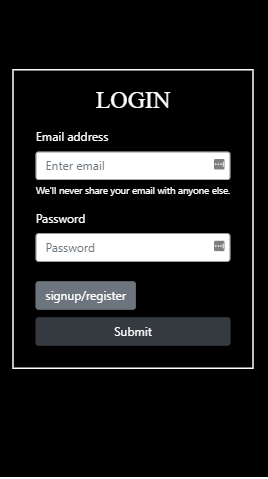 LOGIN
Email address
Enter email
We'll never share your email with anyone else.
Password
Password
signup/register
Submit